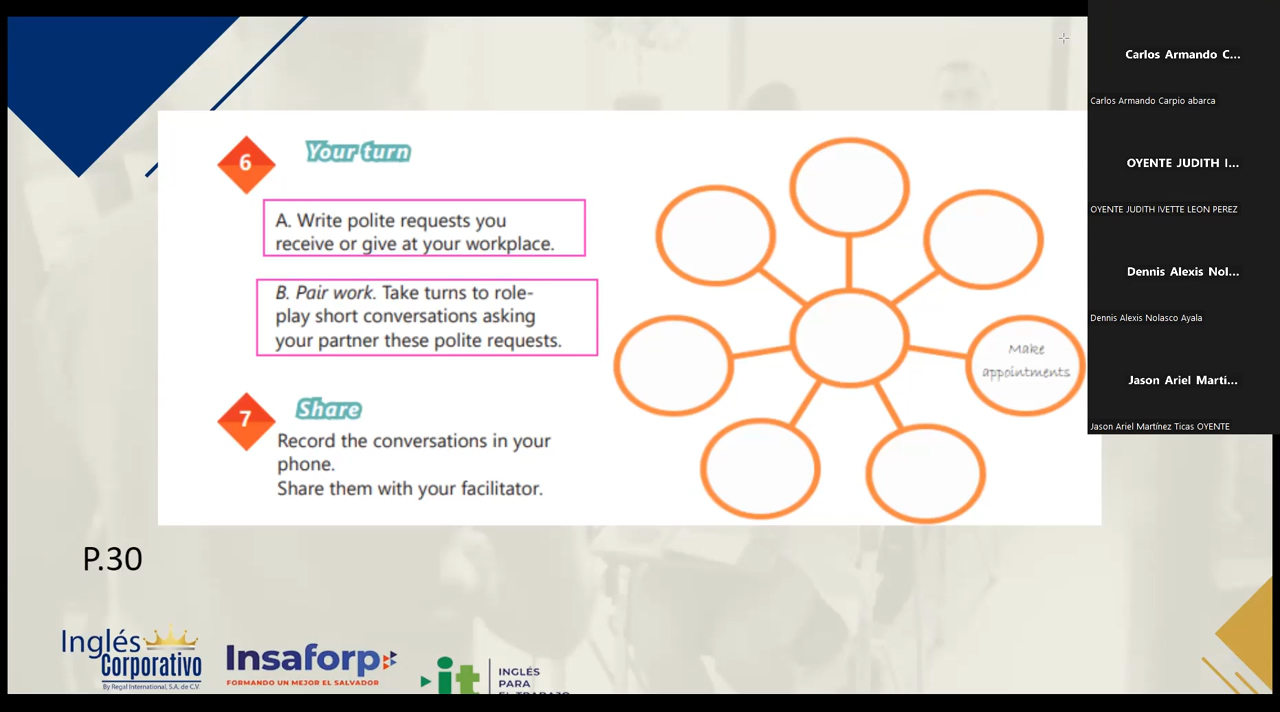 6
Your turn
A. Write polite requests you
receive or give at your workplace.
B. Pair work. Take turns to role-
play short conversations asking
your partner these polite requests.
7
Share
Record the conversations in your
phone.
Share them with your facilitator.
Make
appointments
P.30
Inglés
Corporativo
By Regal International, S.A. de C.V.
Insaforp
FORMANDO UN MEJOR EL SALVADOR
it
INGLÉS
PARA
EL TRABAJO
Carlos Armando C...
Carlos Armando Carpio abarca
OYENTE JUDITH I...
OYENTE JUDITH IVETTE LEON PEREZ
Dennis Alexis Nol...
Dennis Alexis Nolasco Ayala
Jason Ariel Martí...
Jason Ariel Martínez Ticas OYENTE